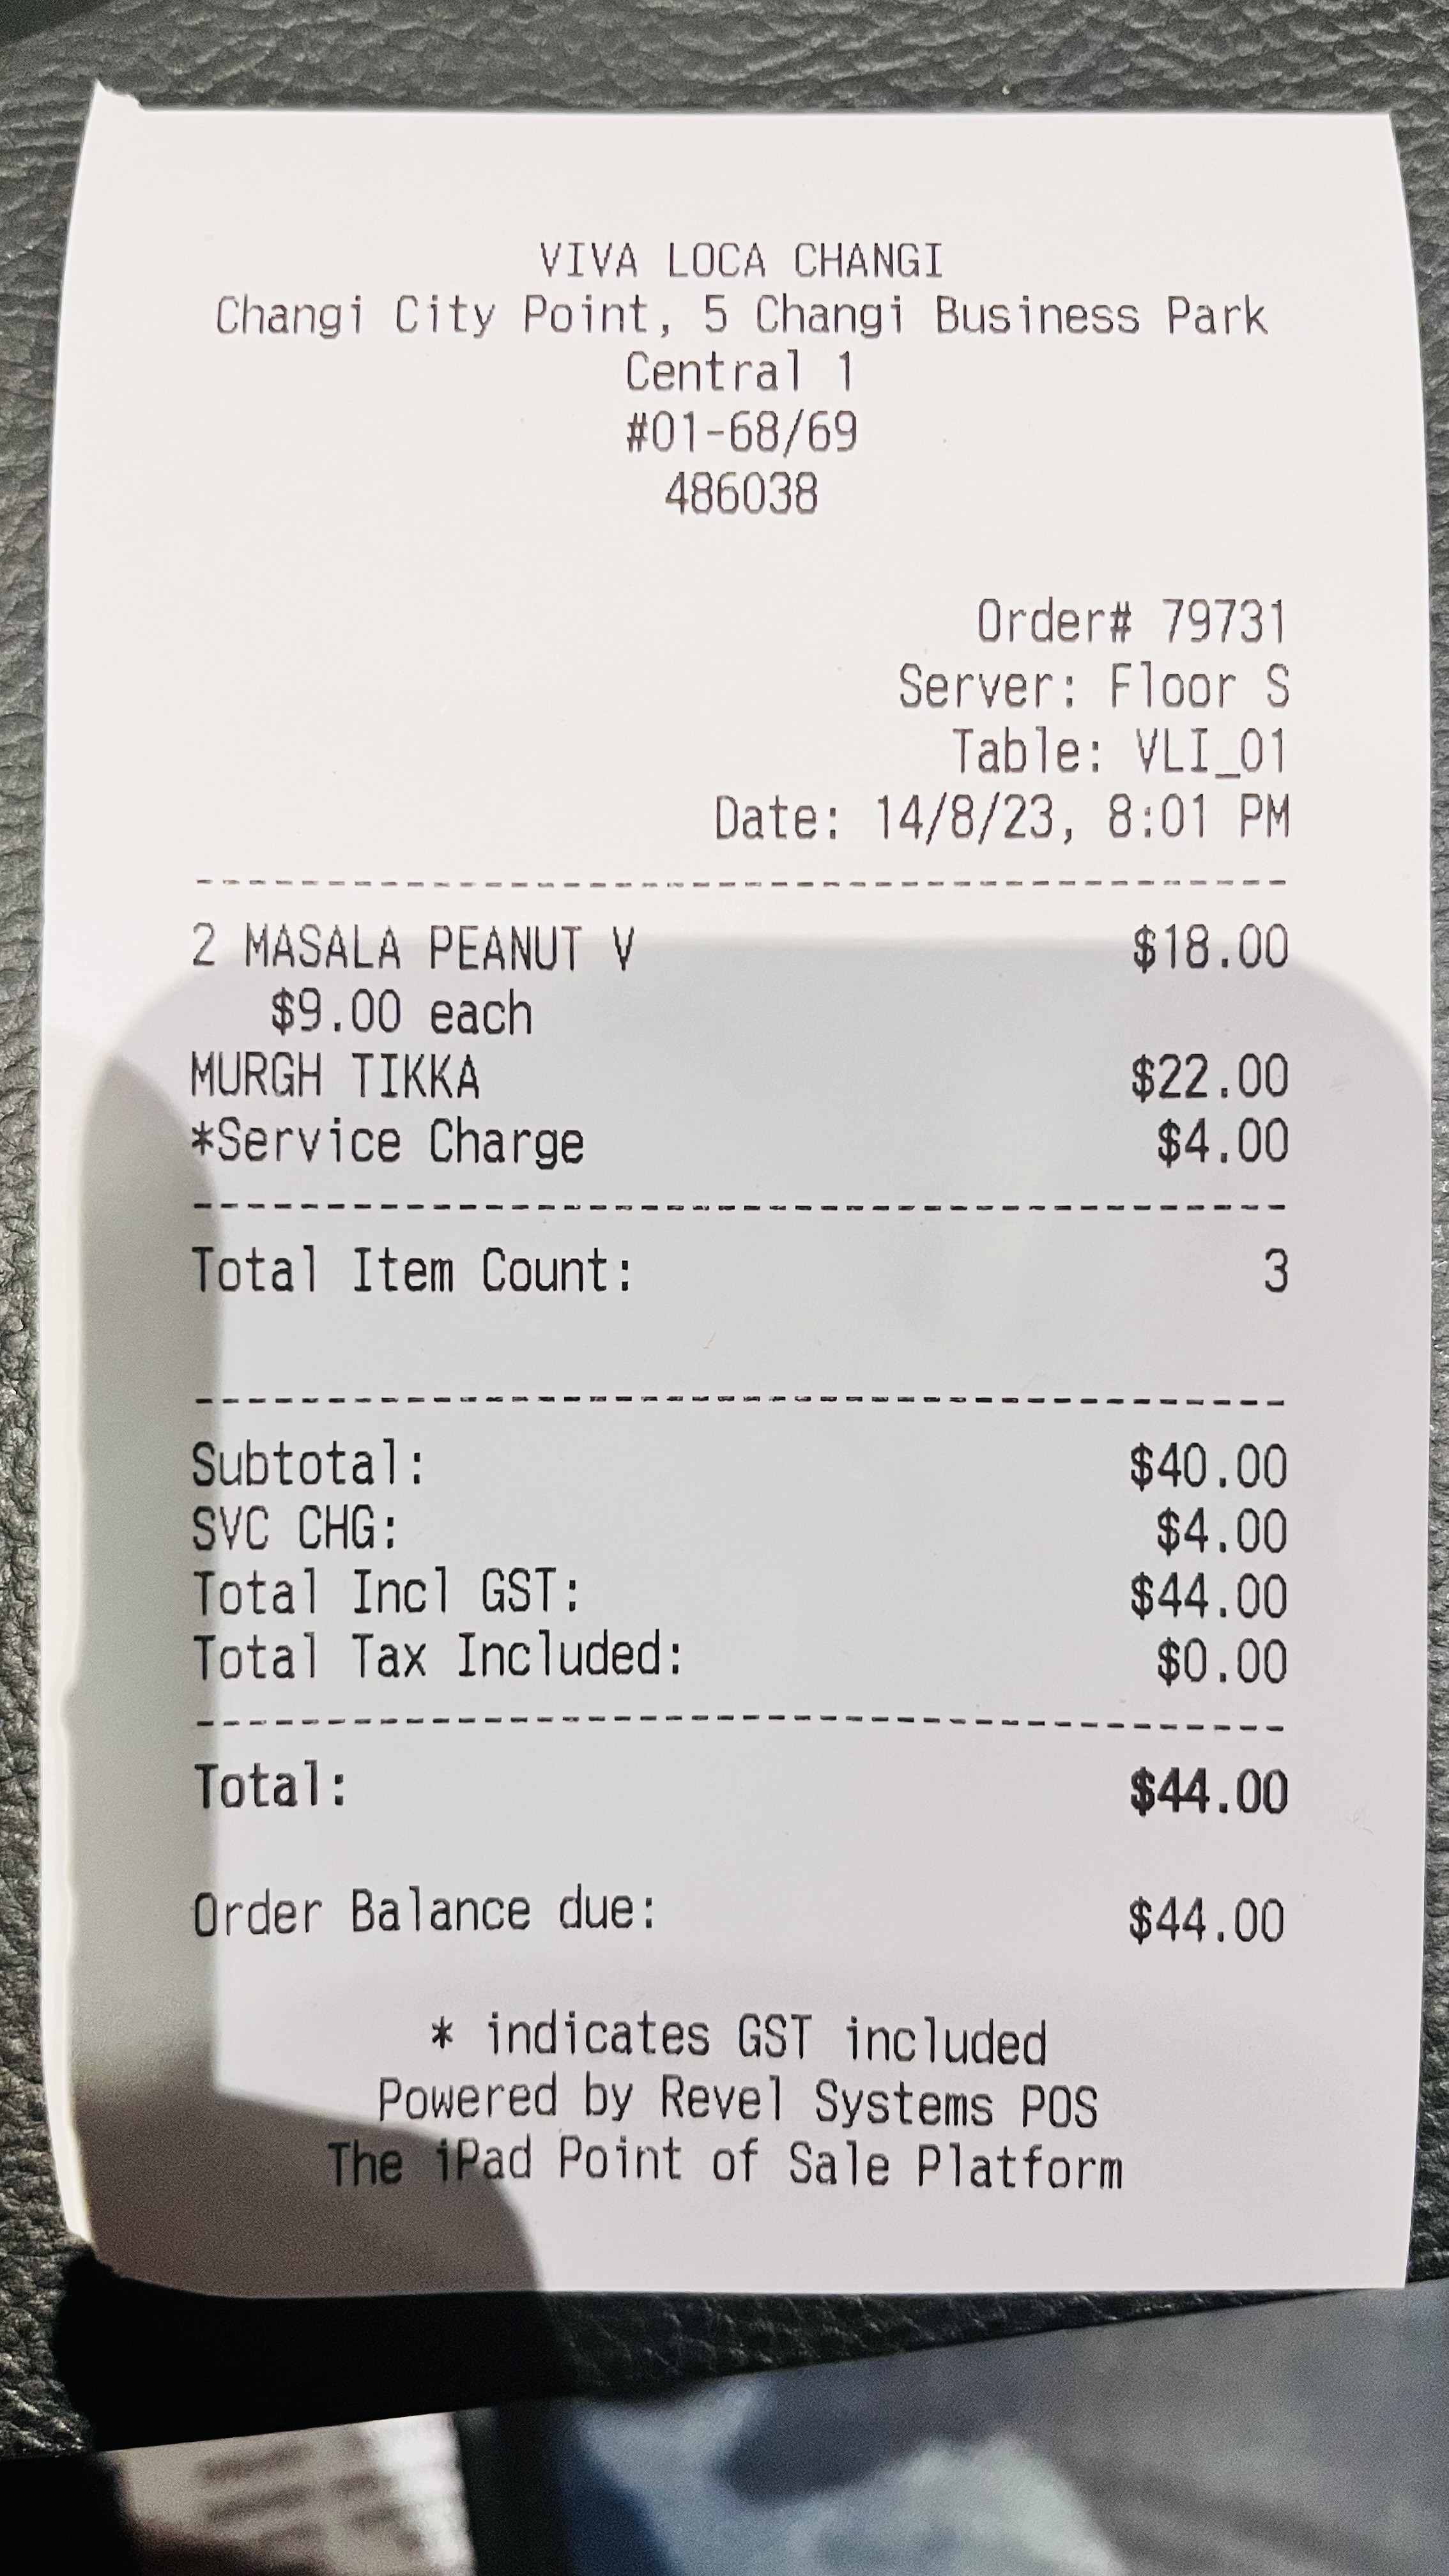 VIVA LOCA CHANGI
Changi City Point, 5 Changi Business Park
Central 1
#01-68/69
486038
Order# 79731
Server: Floor S
Table: VLI_01
Date: 14/8/23, 8:01 PM
2 MASALA PEANUT V $18.00
$9.00 each
MURGH TIKKA $22.00
*Service Charge $4.00
Total Item Count: 3
Subtotal: $40.00
SVC CHG: $4.00
Total Incl GST: $44.00
Total Tax Included: $0.00
Total: $44.00
Order Balance due: $44.00
* indicates GST included
Powered by Revel Systems POS
The iPad Point of Sale Platform